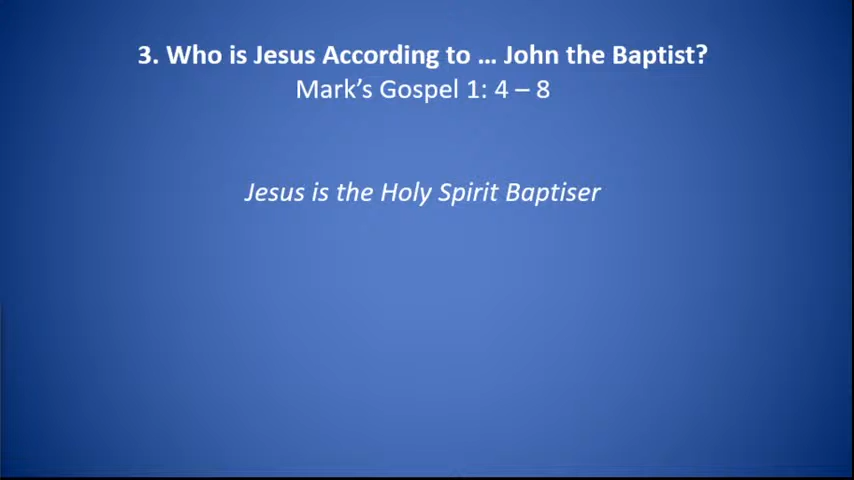 3. Who is Jesus According to … John the Baptist?
Mark’s Gospel 1: 4 – 8
Jesus is the Holy Spirit Baptiser